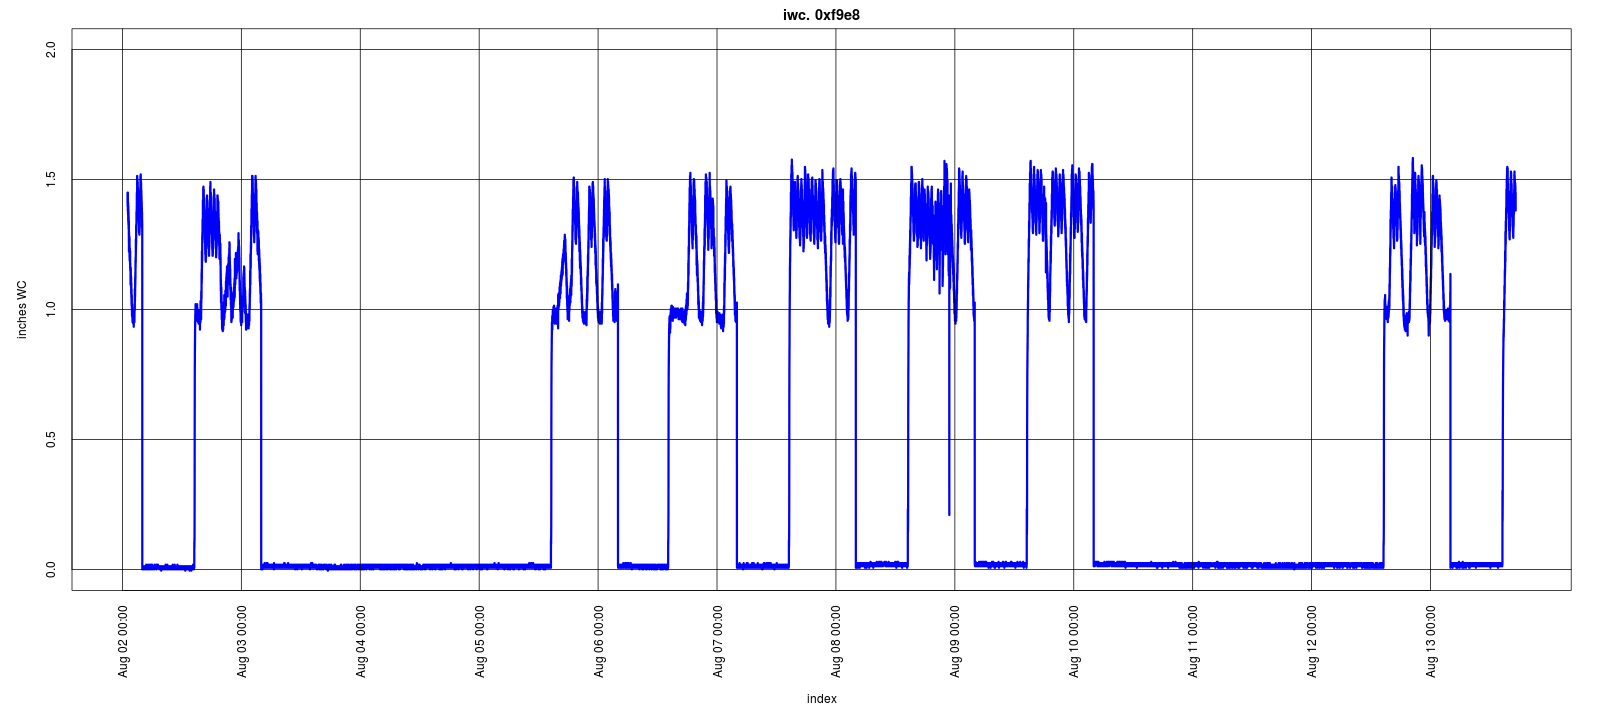 iwc. 0xf9e8
inches WC
2.0
1.5
1.0
0.5
0.0
Aug 02 00:00
Aug 03 00:00
Aug 04 00:00
Aug 05 00:00
Aug 06 00:00
Aug 07 00:00
Aug 08 00:00
Aug 09 00:00
Aug 10 00:00
Aug 11 00:00
Aug 12 00:00
Aug 13 00:00
index